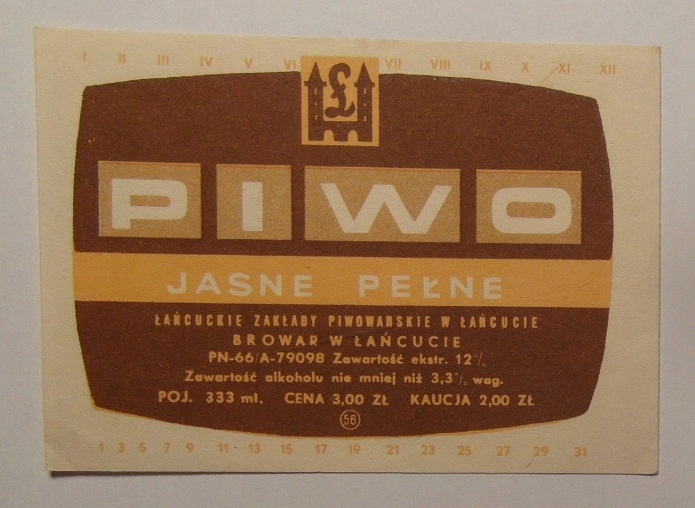 I II III IV V VI VII VIII IX X XI XII
Ł
PIWO
JASNE PEŁNE
ŁAŃCUCKIE ZAKŁADY PIWOWARSKIE W ŁAŃCUCIE
BROWAR W ŁAŃCUCIE
PN-66/A-79098 Zawartość ekstr. 12%
Zawartość alkoholu nie mniej niż 3,3% wag.
POJ. 333 ml. CENA 3,00 ZŁ KAUCJA 2,00 ZŁ
56
1 3 5 7 9 11 13 15 17 19 21 23 25 27 29 31